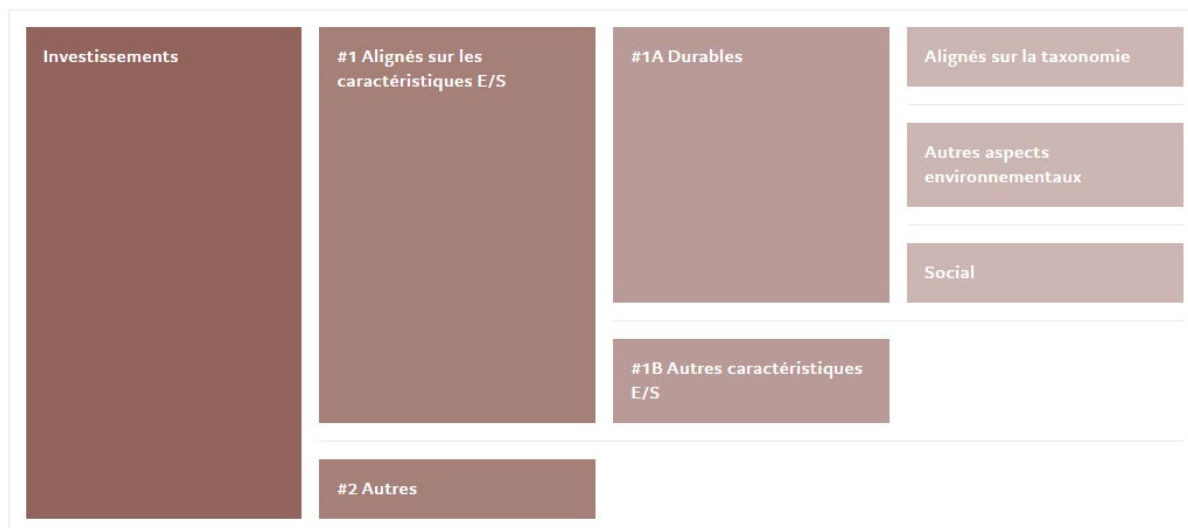 Investissements
#1 Alignés sur les
caractéristiques E/S
#1A Durables
Alignés sur la taxonomie
Autres aspects
environnementaux
Social
#1B Autres caractéristiques
E/S
#2 Autres